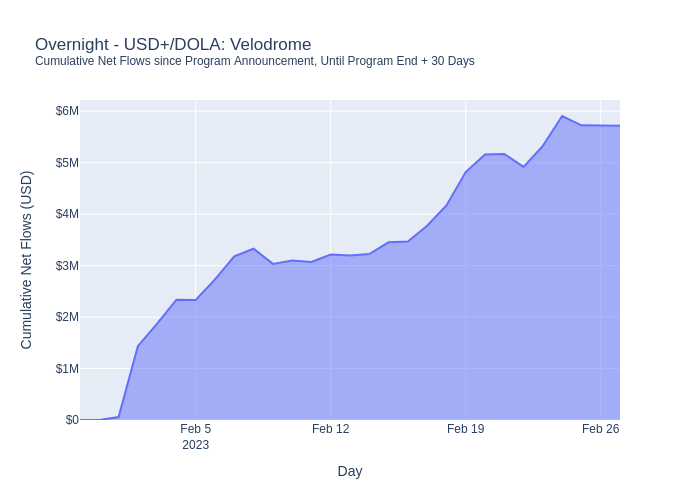 Overnight - USD+/DOLA: Velodrome
Cumulative Net Flows since Program Announcement, Until Program End + 30 Days
$6M
$5M
$4M
$3M
$2M
$1M
$0
Cumulative Net Flows (USD)
Feb 5
2023
Feb 12
Feb 19
Feb 26
Day